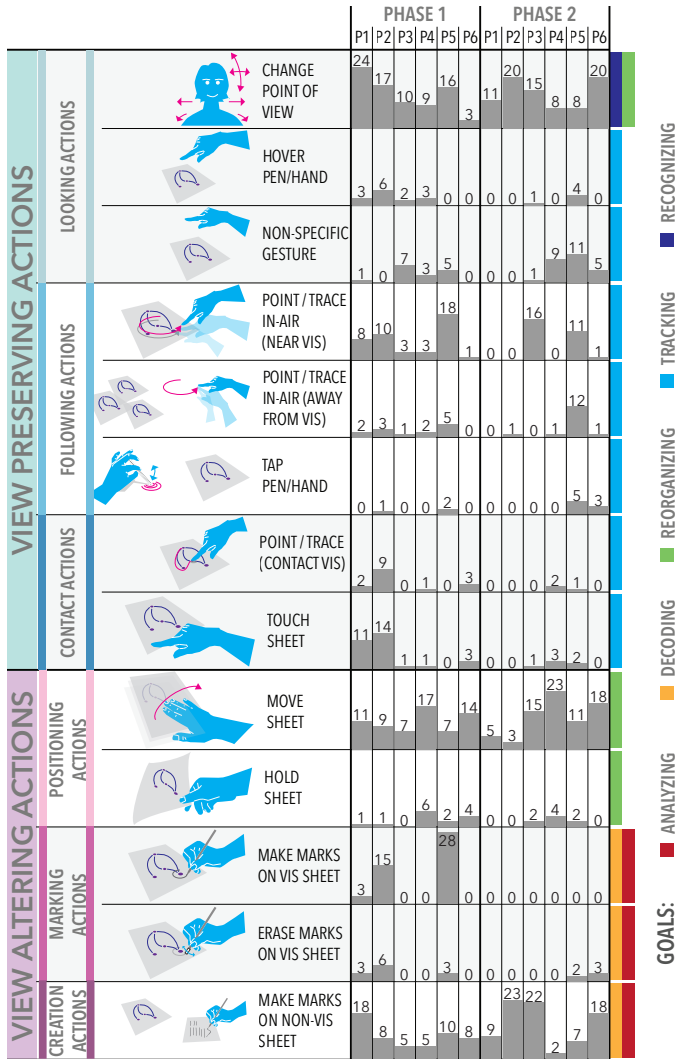 PHASE 1 PHASE 2
P1 P2 P3 P4 P5 P6 P1 P2 P3 P4 P5 P6
VIEW PRESERVING ACTIONS
LOOKING ACTIONS
CHANGE
POINT OF
VIEW
24 17 10 9 16 3 11 20 15 8 8 20
HOVER
PEN/HAND
3 6 2 3 0 0 0 0 1 0 4 0
NON-SPECIFIC
GESTURE
1 0 7 3 5 0 0 0 1 9 11 5
FOLLOWING ACTIONS
POINT / TRACE
IN-AIR
(NEAR VIS)
8 10 3 3 18 1 0 0 16 0 11 1
POINT / TRACE
IN-AIR (AWAY
FROM VIS)
2 3 1 2 5 0 0 1 0 1 12 1
TAP
PEN/HAND
0 1 0 0 2 0 0 0 0 0 5 3
CONTACT ACTIONS
POINT / TRACE
(CONTACT VIS)
2 9 0 1 0 3 0 0 0 2 1 0
TOUCH
SHEET
11 14 1 1 0 3 0 0 1 3 2 0
VIEW ALTERING ACTIONS
POSITIONING
ACTIONS
MOVE
SHEET
11 9 7 17 7 14 5 3 15 23 11 18
HOLD
SHEET
1 1 0 6 2 4 0 0 2 4 2 0
MARKING
ACTIONS
MAKE MARKS
ON VIS SHEET
3 15 0 0 28 0 0 0 0 0 0 0
ERASE MARKS
ON VIS SHEET
3 6 0 0 3 0 0 0 0 0 2 3
CREATION
ACTIONS
MAKE MARKS
ON NON-VIS
SHEET
18 8 5 5 10 8 9 23 22 2 7 18
GOALS:
ANALYZING
DECODING
REORGANIZING
TRACKING
RECOGNIZING